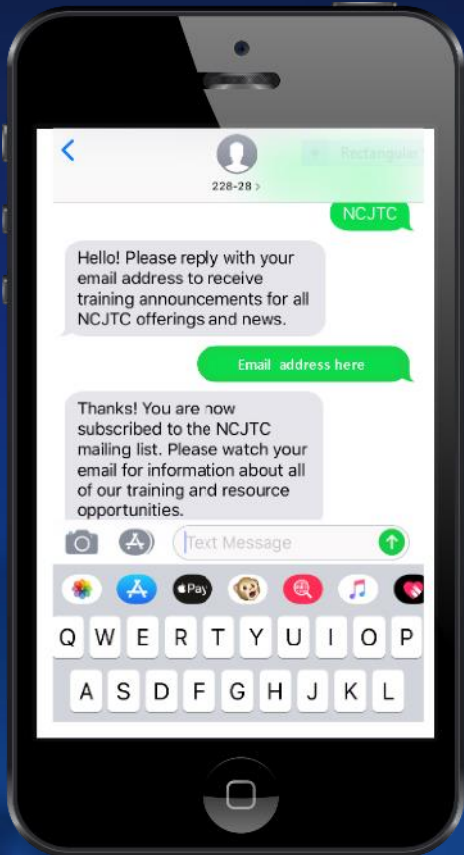 Rectangular
228-28 >
NCJTC
Hello! Please reply with your
email address to receive
training announcements for all
NCJTC offerings and news.
Email address here
Thanks! You are now
subscribed to the NCJTC
mailing list. Please watch your
email for information about all
of our training and resource
opportunities.
Text Message
Pay
Q W E R T Y U I O P
A S D F G H J K L